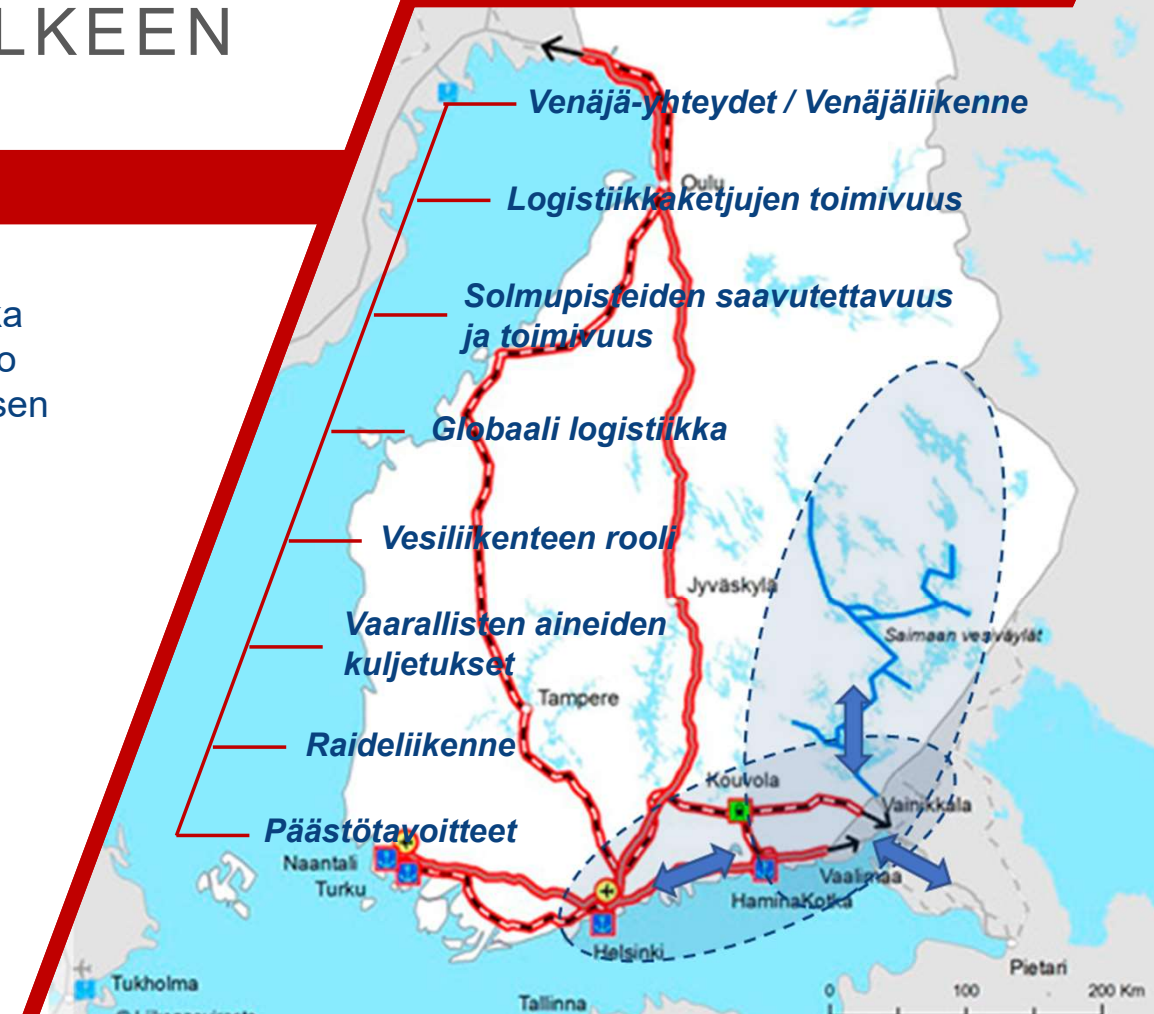 LKEEN
Venäjä-yhteydet / Venäjäliikenne
Oulu
Logistiikkaketjujen toimivuus
Solmupisteiden saavutettavuus
ja toimivuus
ka
o
sen
Globaali logistiikka
Vesiliikenteen rooli
Jyväskylä
Vaarallisten aineiden
kuljetukset
Saimaan vesiväylät
Tampere
Raideliikenne
Kouvola
Vainikkala
Päästötavoitteet
Naantali
Turku
Vaalimaa
HaminaKotka
Helsinki
Pietari
Tukholma
Tallinna
0 100 200 Km